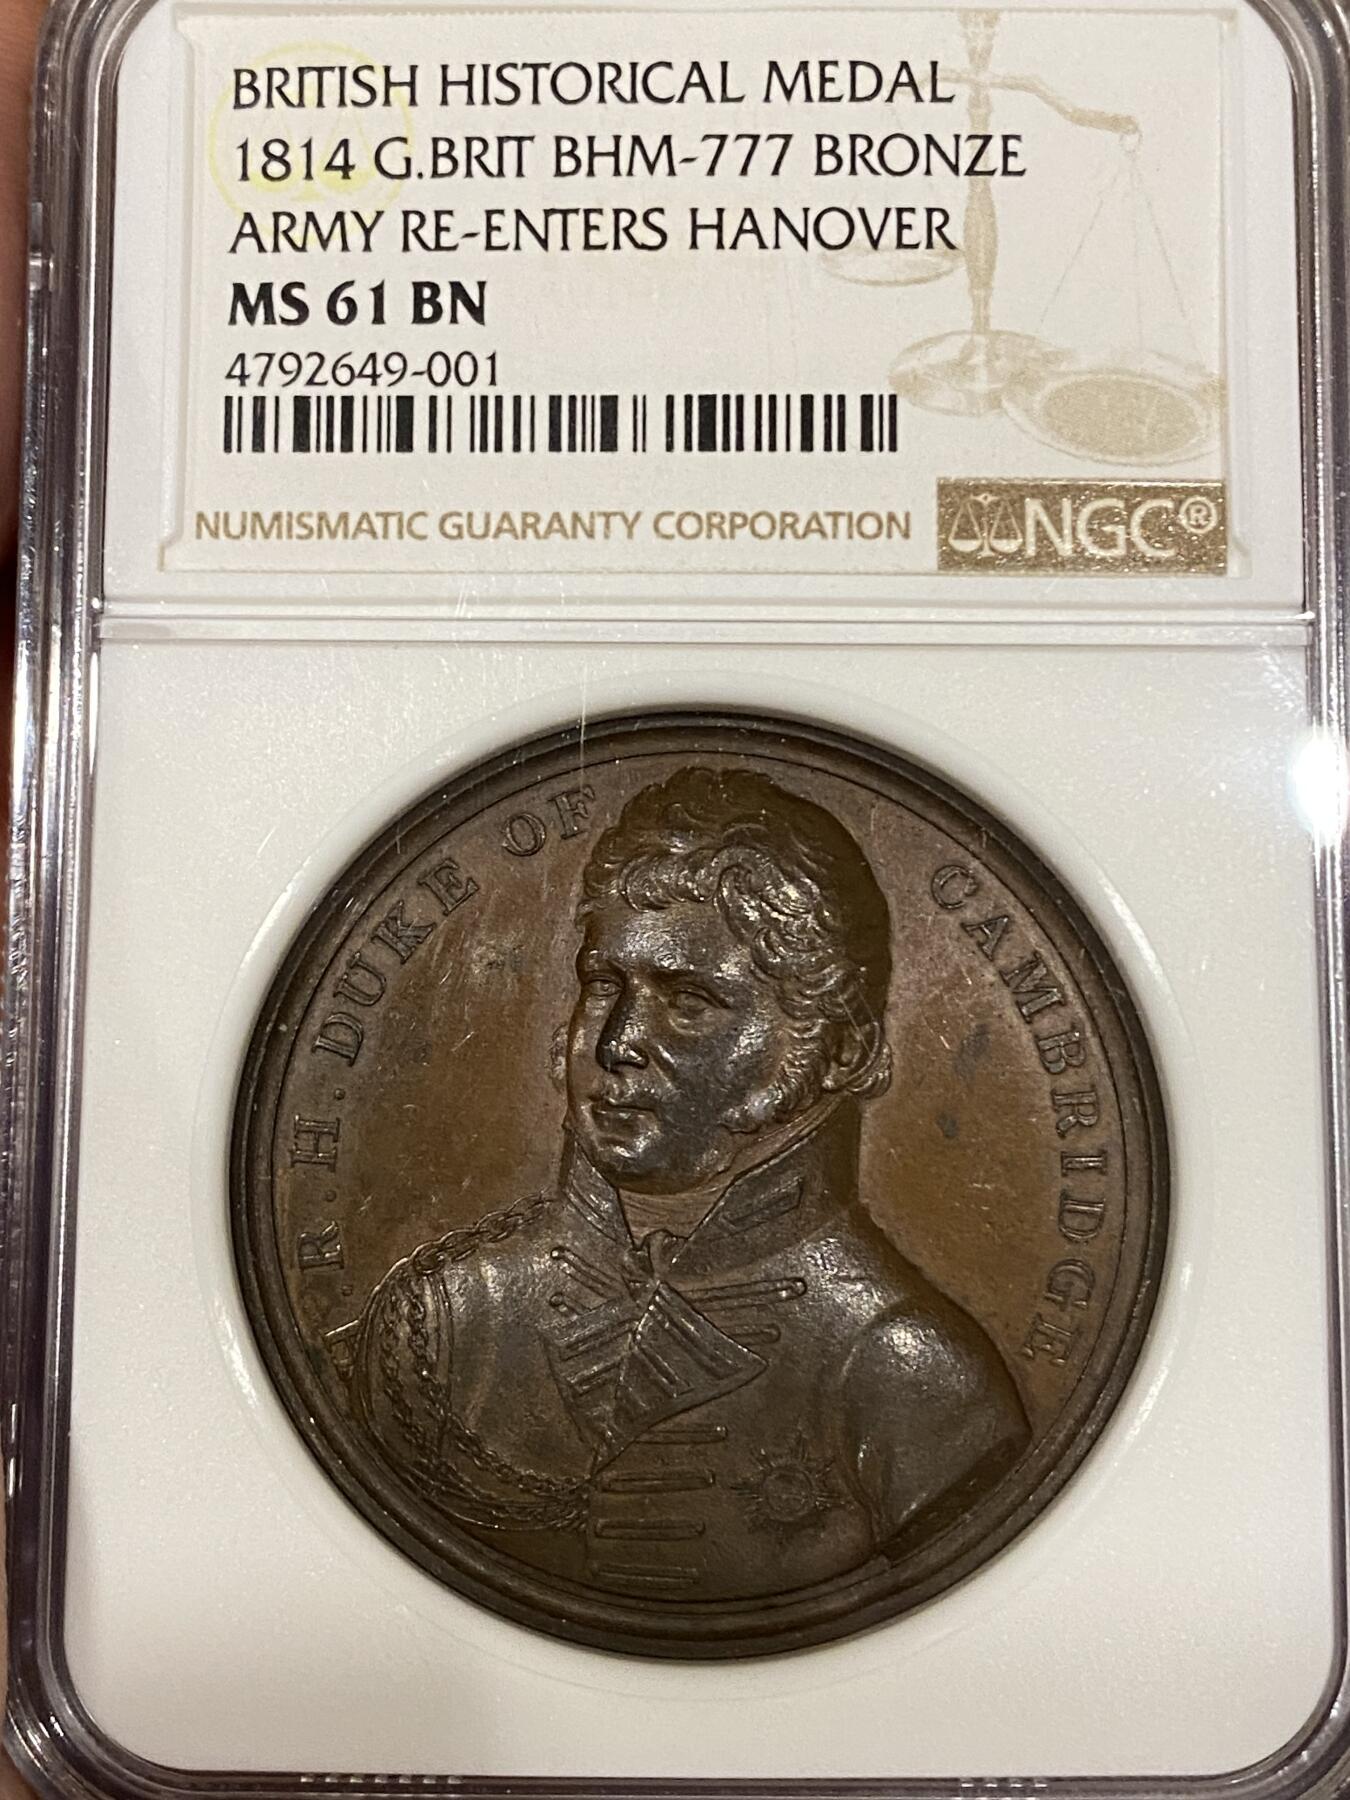 BRITISH HISTORICAL MEDAL
1814 G.BRIT BHM-777 BRONZE
ARMY RE-ENTERS HANOVER
MS 61 BN
4792649-001
NUMISMATIC GUARANTY CORPORATION NGC®
H.R.H. DUKE OF CAMBRIDGE